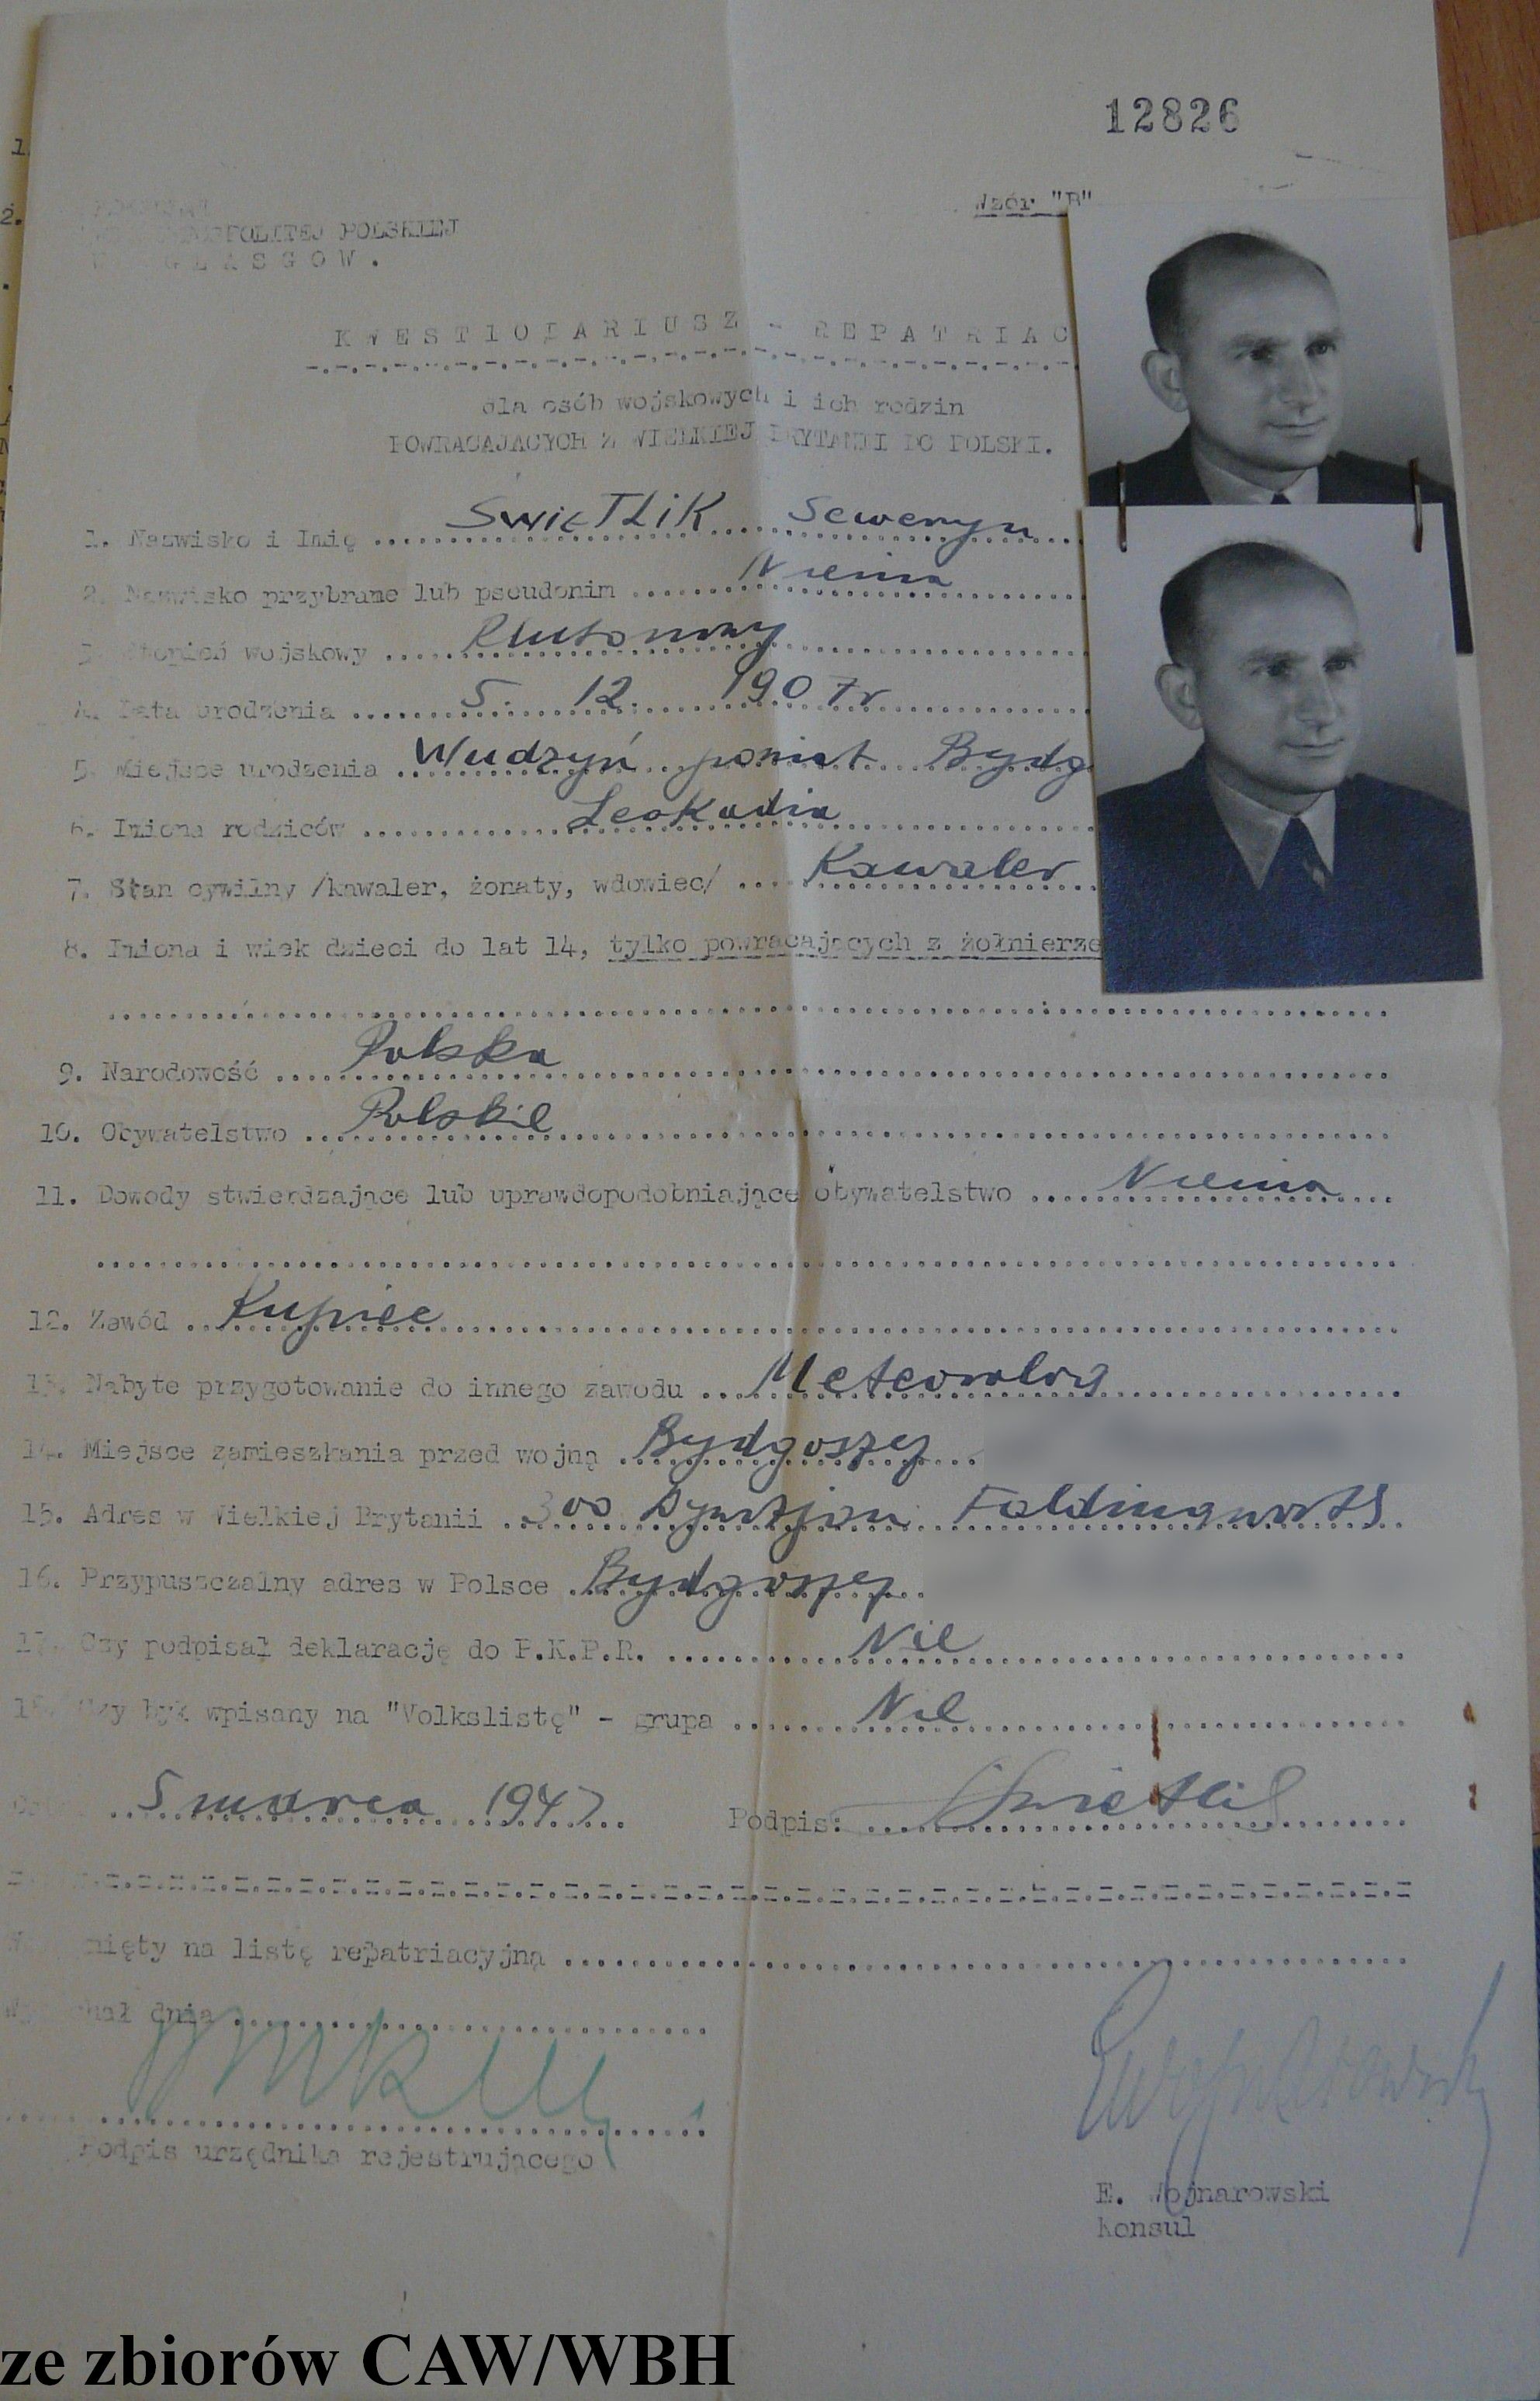 12826
Wzór "B"
POLITEJ POLSKIEJ
GLASGOW.
KWESTIONARIUSZ - REPATRIAC
dla osób wojskowych i ich rodzin
POWRACAJACYCH Z WIELKIEJ BRYTANII DO POLSKI.
1. Nazwisko i Imię ..... Swietlik .... Seweryn
2. Nazwisko przybrane lub pseudonim ..... Niema
3. Stopień wojskowy ..... Plutonowy
4. Data urodzenia ..... 5. 12. 1907 r
5. Miejsce urodzenia ..... Wudzyń powiat Bydg
6. Imiona rodziców ..... Leokadia
7. Stan cywilny /kawaler, żonaty, wdowiec/ .... Kawaler
8. Imiona i wiek dzieci do lat 14, tylko powracających z żołnierze
9. Narodowość ..... Polska
10. Obywatelstwo ..... Polskie
11. Dowody stwierdzające lub uprawdopodobniające obywatelstwo ..... Niema
12. Zawód ..... Kupiec
13. Nabyte przygotowanie do innego zawodu ..... Meteorolog
14. Miejsce zamieszkania przed wojną ..... Bydgoszcz
15. Adres w Wielkiej Brytanii ..... 300 Dywizjon Faldingworth
16. Przypuszczalny adres w Polsce ..... Bydgoszcz
17. Czy podpisał deklarację do P.K.P.R. ..... Nie
18. Czy był wpisany na "Volkslistę" - grupa ..... Nie
5 marca 1947 Podpis: Swietlik
nięty na listę repatriacyjną .....
dnia .....
Podpis urzędnika rejestrującego
E. Wojnarowski
Konsul
ze zbiorów CAW/WBH